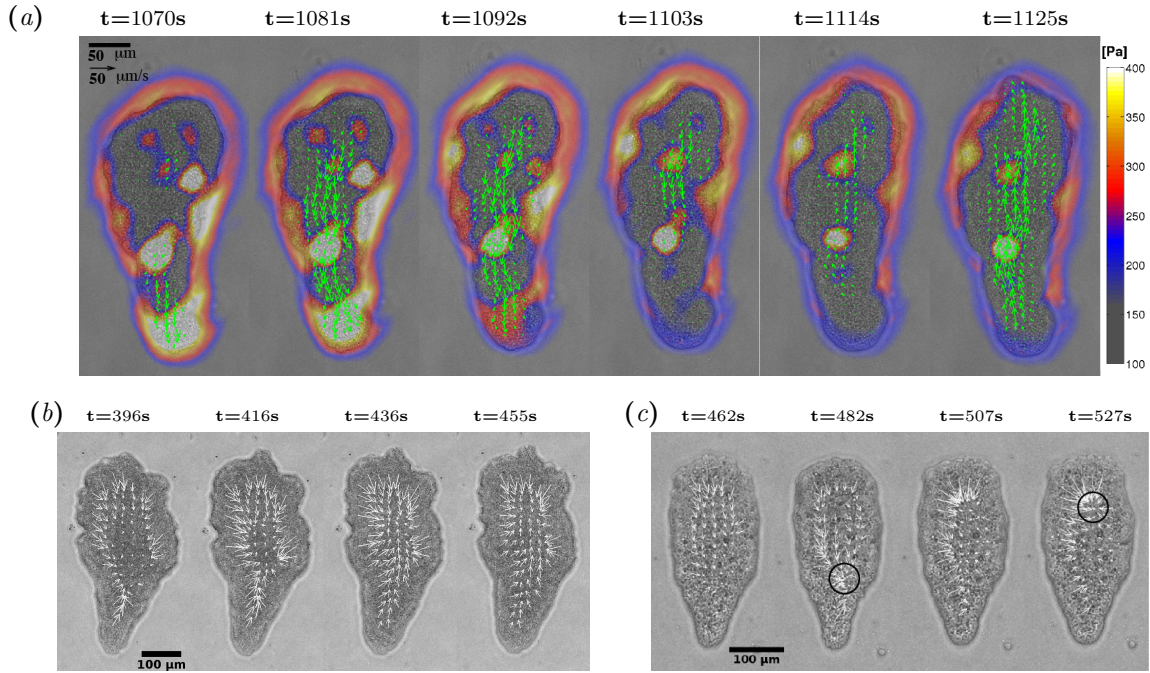 (a) t=1070s t=1081s t=1092s t=1103s t=1114s t=1125s
50 μm
50 μm/s
[Pa]
400
350
300
250
200
150
100
(b) t=396s t=416s t=436s t=455s
100 μm
(c) t=462s t=482s t=507s t=527s
100 μm